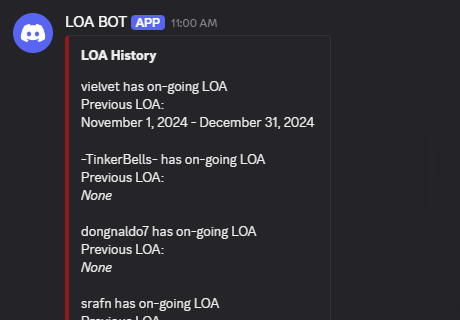 LOA BOT APP 11:00 AM
LOA History
vielvet has on-going LOA
Previous LOA:
November 1, 2024 - December 31, 2024
-TinkerBells- has on-going LOA
Previous LOA:
None
dongnaldo7 has on-going LOA
Previous LOA:
None
srafn has on-going LOA
Previous LOA: